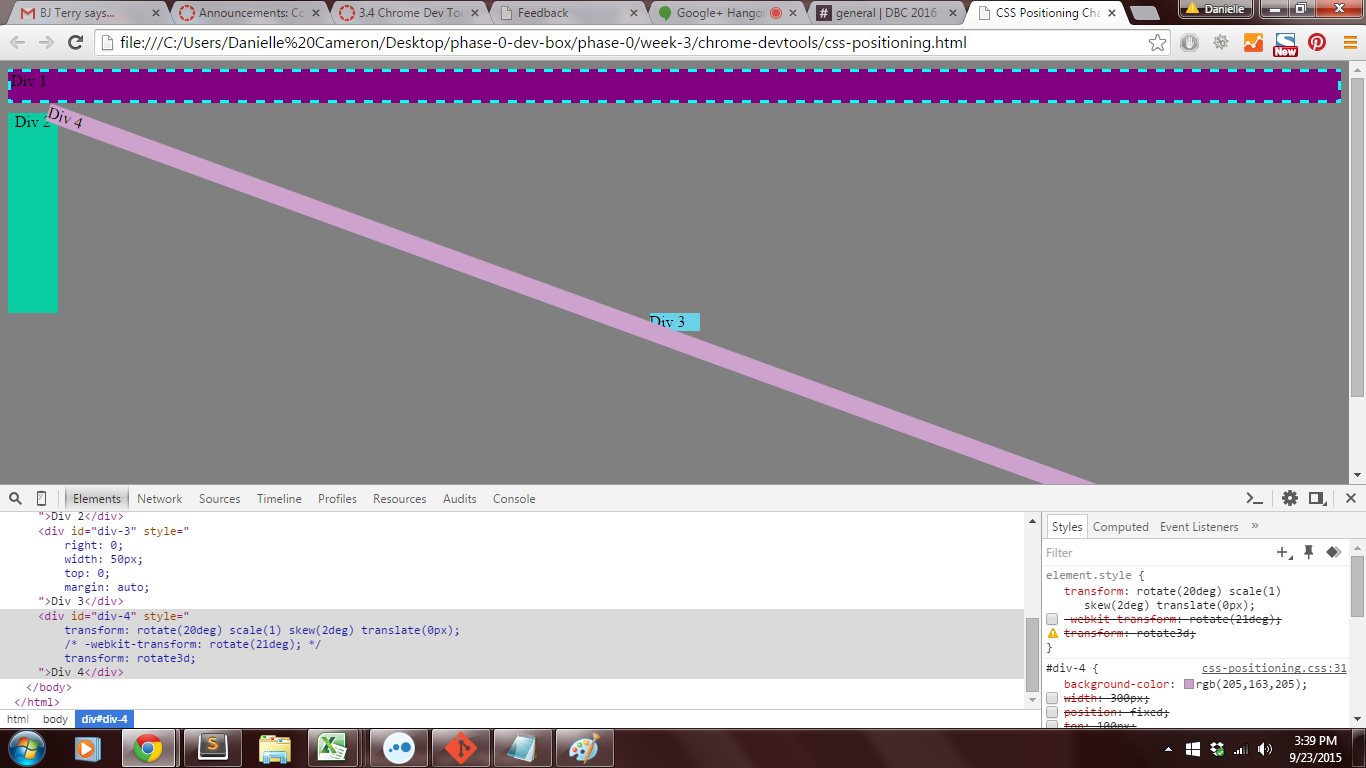 BJ Terry says...
Announcements: Co
3.4 Chrome Dev Too
Feedback
Google+ Hango
general | DBC 2016
CSS Positioning Cha
Danielle
file:///C:/Users/Danielle%20Cameron/Desktop/phase-0-dev-box/phase-0/week-3/chrome-devtools/css-positioning.html
New
Div 1
Div 2
Div 4
Div 3
Elements Network Sources Timeline Profiles Resources Audits Console
">Div 2</div>
<div id="div-3" style="
right: 0;
width: 50px;
top: 0;
margin: auto;
">Div 3</div>
<div id="div-4" style="
transform: rotate(20deg) scale(1) skew(2deg) translate(0px);
/* -webkit-transform: rotate(21deg); */
transform: rotate3d;
">Div 4</div>
</body>
</html>
html body div#div-4
Styles Computed Event Listeners »
Filter
element.style {
transform: rotate(20deg) scale(1)
skew(2deg) translate(0px);
-webkit-transform: rotate(21deg);
transform: rotate3d;
}
#div-4 { css-positioning.css:31
background-color: rgb(205,163,205);
width: 300px;
position: fixed;
top: 100px;
3:39 PM
9/23/2015